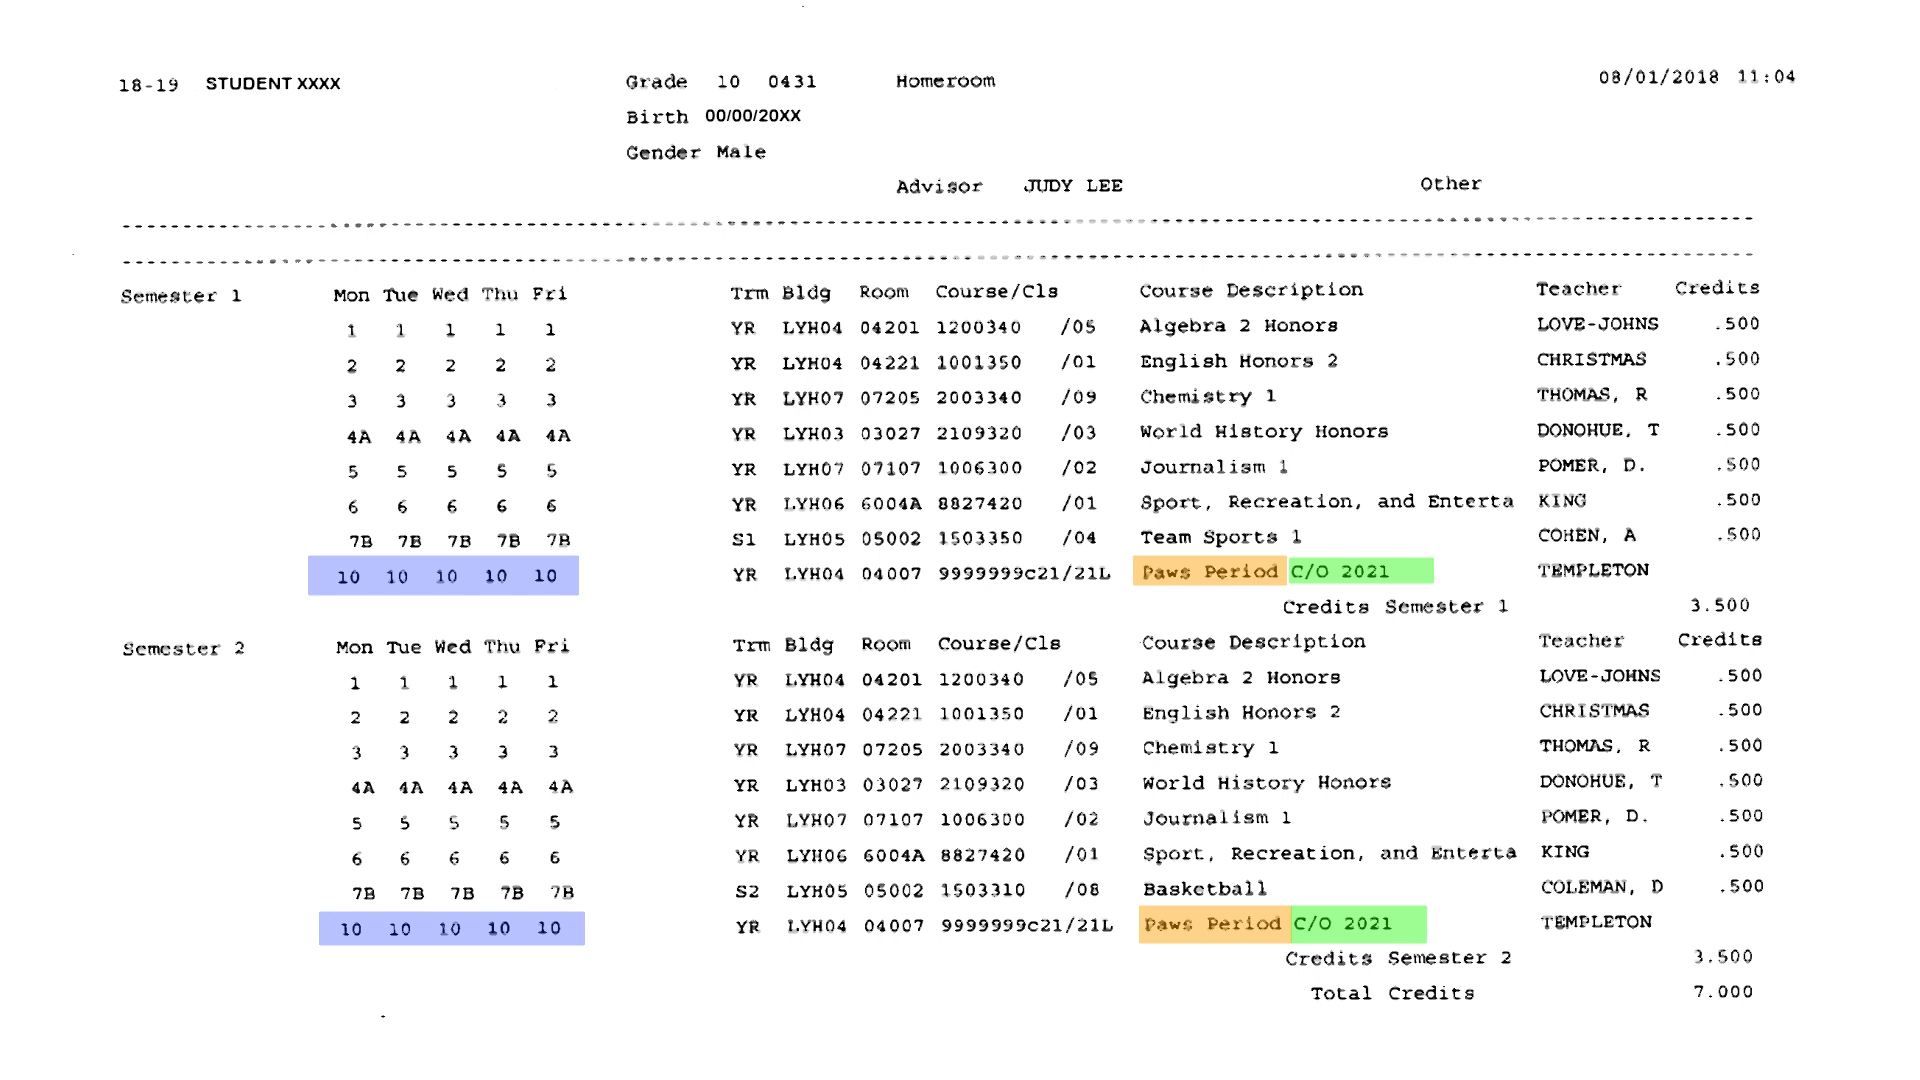 18-19 STUDENT XXXX Grade 10 0431 Homeroom 08/01/2018 11:04
Birth 00/00/20XX
Gender Male
Advisor JUDY LEE Other
Semester 1 Mon Tue Wed Thu Fri Trm Bldg Room Course/Cls Course Description Teacher Credits
1 1 1 1 1 YR LYH04 04201 1200340 /05 Algebra 2 Honors LOVE-JOHNS .500
2 2 2 2 2 YR LYH04 04221 1001350 /01 English Honors 2 CHRISTMAS .500
3 3 3 3 3 YR LYH07 07205 2003340 /09 Chemistry 1 THOMAS, R .500
4A 4A 4A 4A 4A YR LYH03 03027 2109320 /03 World History Honors DONOHUE, T .500
5 5 5 5 5 YR LYH07 07107 1006300 /02 Journalism 1 POMER, D. .500
6 6 6 6 6 YR LYH06 6004A 8827420 /01 Sport, Recreation, and Enterta KING .500
7B 7B 7B 7B 7B S1 LYH05 05002 1503350 /04 Team Sports 1 COHEN, A .500
10 10 10 10 10 YR LYH04 04007 9999999c21/21L Paws Period C/O 2021 TEMPLETON
Credits Semester 1 3.500
Semester 2 Mon Tue Wed Thu Fri Trm Bldg Room Course/Cls Course Description Teacher Credits
1 1 1 1 1 YR LYH04 04201 1200340 /05 Algebra 2 Honors LOVE-JOHNS .500
2 2 2 2 2 YR LYH04 04221 1001350 /01 English Honors 2 CHRISTMAS .500
3 3 3 3 3 YR LYH07 07205 2003340 /09 Chemistry 1 THOMAS, R .500
4A 4A 4A 4A 4A YR LYH03 03027 2109320 /03 World History Honors DONOHUE, T .500
5 5 5 5 5 YR LYH07 07107 1006300 /02 Journalism 1 POMER, D. .500
6 6 6 6 6 YR LYH06 6004A 8827420 /01 Sport, Recreation, and Enterta KING .500
7B 7B 7B 7B 7B S2 LYH05 05002 1503310 /08 Basketball COLEMAN, D .500
10 10 10 10 10 YR LYH04 04007 9999999c21/21L Paws Period C/O 2021 TEMPLETON
Credits Semester 2 3.500
Total Credits 7.000